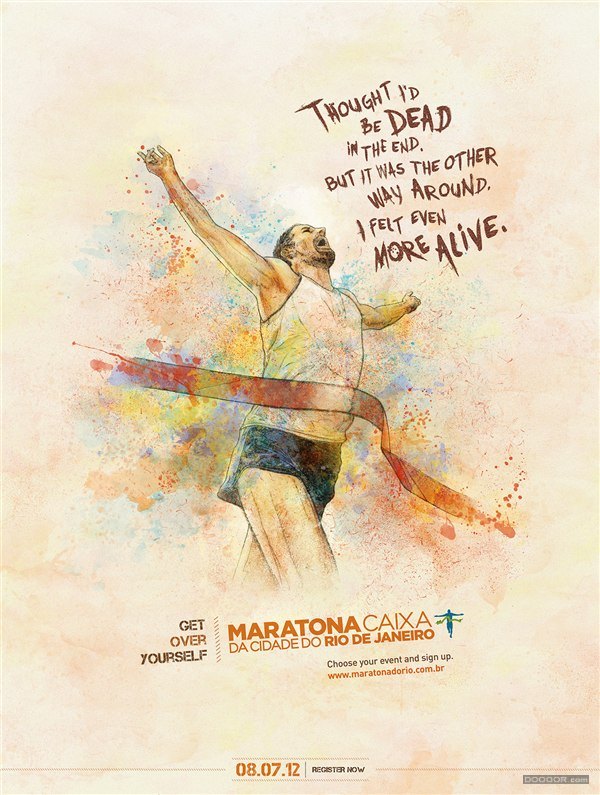 THOUGHT I'D
BE DEAD
IN THE END.
BUT IT WAS THE OTHER
WAY AROUND.
I FELT EVEN
MORE ALIVE.
GET
OVER
YOURSELF
MARATONA CAIXA
DA CIDADE DO RIO DE JANEIRO
Choose your event and sign up.
www.maratonadorio.com.br
08.07.12 REGISTER NOW
DOOOOR.com